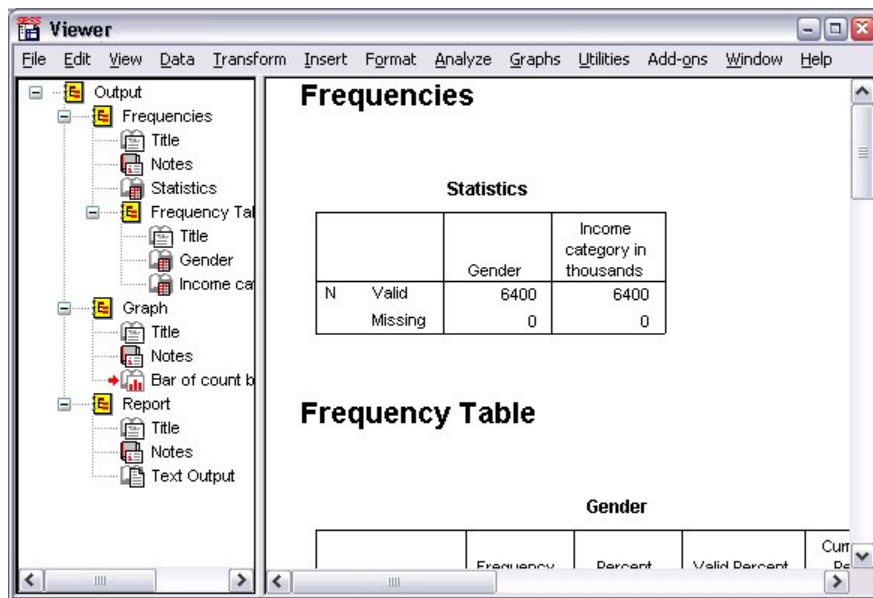 Viewer
File Edit View Data Transform Insert Format Analyze Graphs Utilities Add-ons Window Help
Output
Frequencies
Title
Notes
Statistics
Frequency Tal
Title
Gender
Income ca
Graph
Title
Notes
Bar of count b
Report
Title
Notes
Text Output
Frequencies
Statistics
Gender Income category in thousands
N Valid 6400 6400
Missing 0 0
Frequency Table
Gender
Frequency Percent Valid Percent